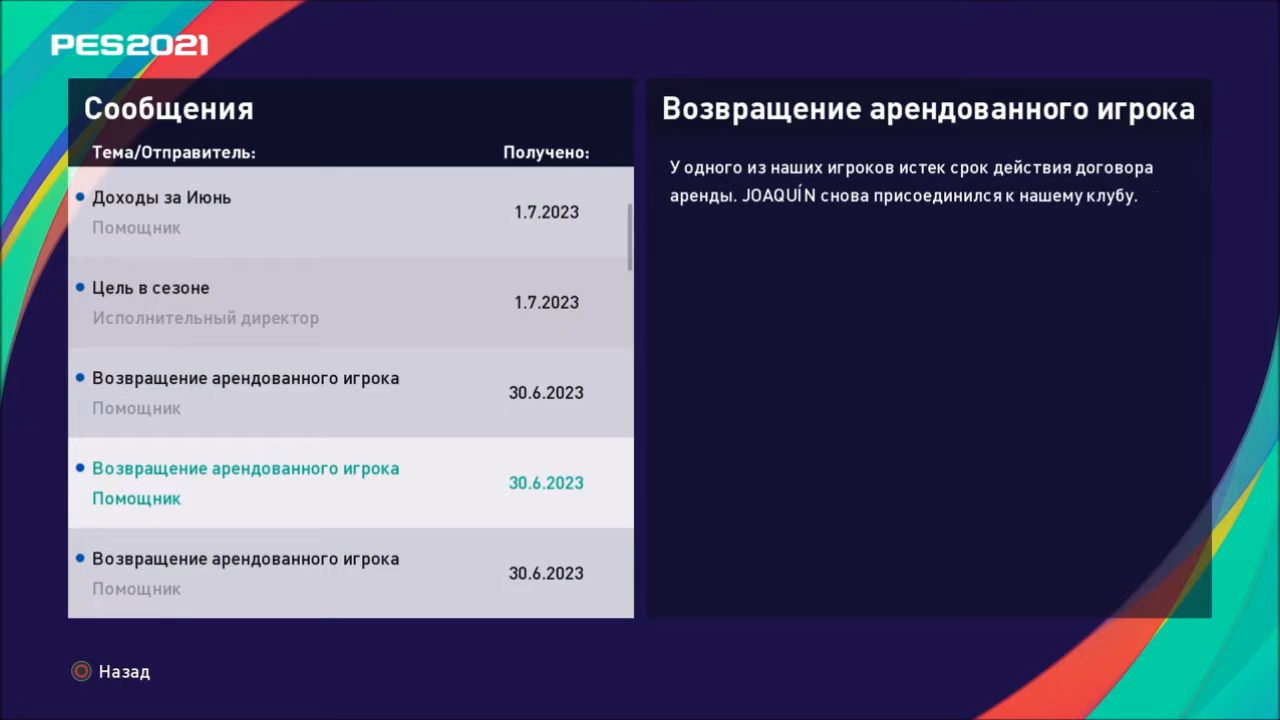 PES2021
Сообщения
Тема/Отправитель: Получено:
Доходы за Июнь
Помощник
1.7.2023
Цель в сезоне
Исполнительный директор
1.7.2023
Возвращение арендованного игрока
Помощник
30.6.2023
Возвращение арендованного игрока
Помощник
30.6.2023
Возвращение арендованного игрока
Помощник
30.6.2023
Возвращение арендованного игрока
У одного из наших игроков истек срок действия договора
аренды. JOAQUÍN снова присоединился к нашему клубу.
Назад